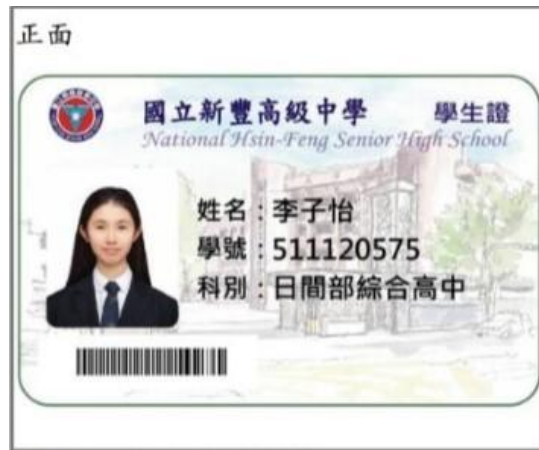 正面
國立新豐高級中學 學生證
National Hsin-Feng Senior High School
姓名：李子怡
學號：511120575
科別：日間部綜合高中